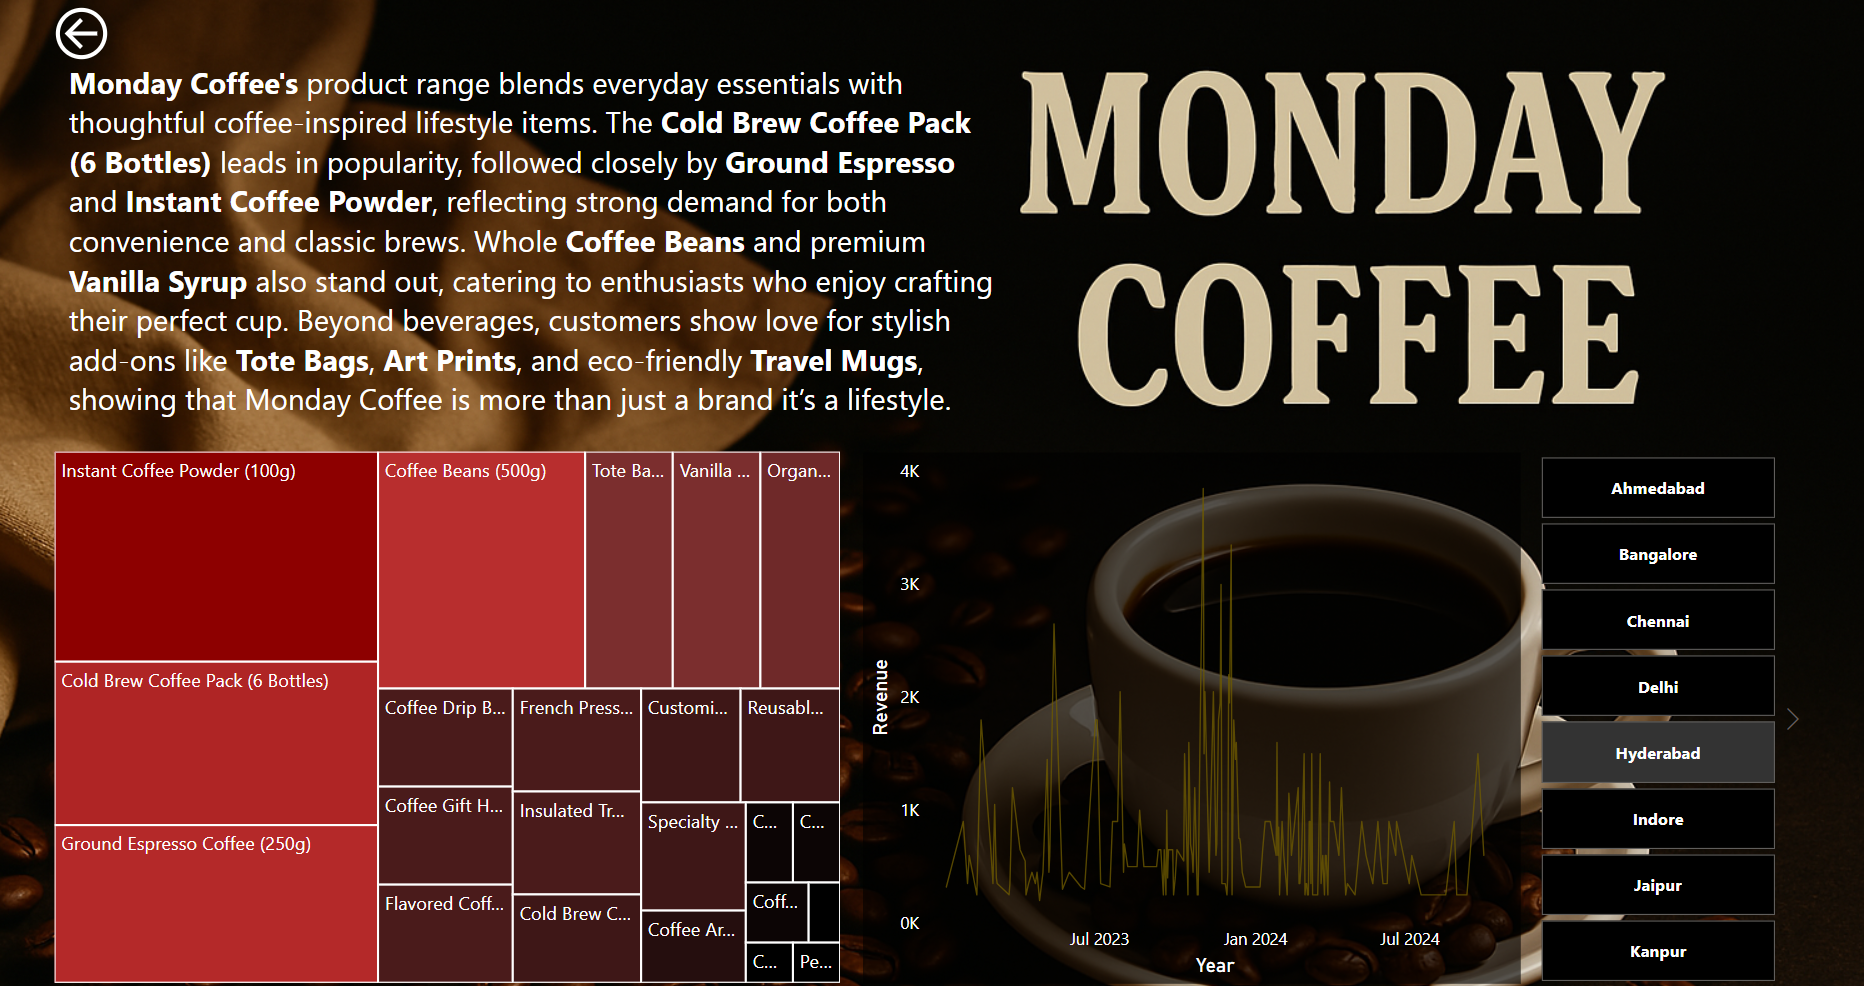 Monday Coffee's product range blends everyday essentials with
thoughtful coffee-inspired lifestyle items. The Cold Brew Coffee Pack
(6 Bottles) leads in popularity, followed closely by Ground Espresso
and Instant Coffee Powder, reflecting strong demand for both
convenience and classic brews. Whole Coffee Beans and premium
Vanilla Syrup also stand out, catering to enthusiasts who enjoy crafting
their perfect cup. Beyond beverages, customers show love for stylish
add-ons like Tote Bags, Art Prints, and eco-friendly Travel Mugs,
showing that Monday Coffee is more than just a brand it’s a lifestyle.
MONDAY
COFFEE
Instant Coffee Powder (100g)
Cold Brew Coffee Pack (6 Bottles)
Ground Espresso Coffee (250g)
Coffee Beans (500g)
Tote Ba...
Vanilla ...
Organ...
Coffee Drip B...
Coffee Gift H...
Flavored Coff...
French Press...
Insulated Tr...
Cold Brew C...
Customi...
Reusabl...
Specialty ...
Coffee Ar...
C...
C...
Coff...
C...
Pe...
Revenue
4K
3K
2K
1K
0K
Jul 2023
Jan 2024
Jul 2024
Year
Ahmedabad
Bangalore
Chennai
Delhi
Hyderabad
Indore
Jaipur
Kanpur